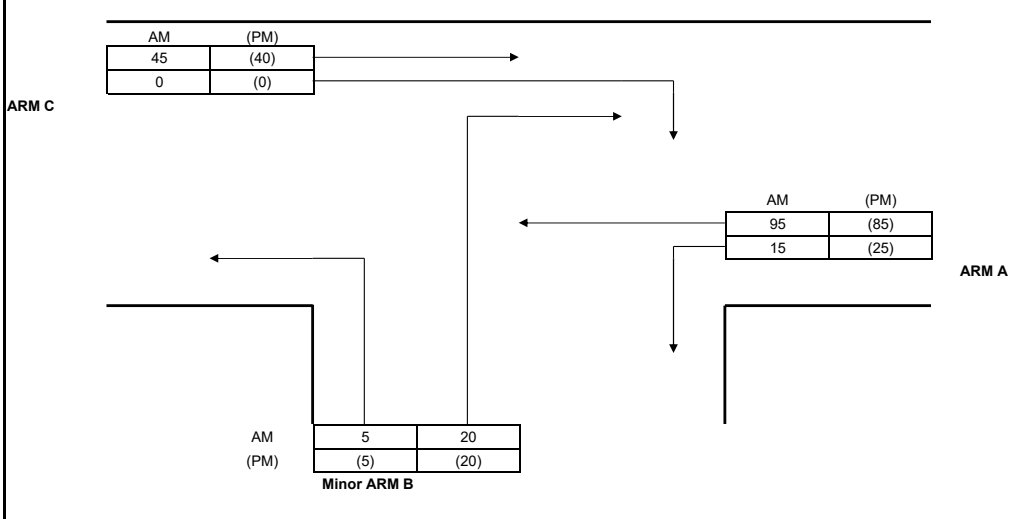 AM (PM)
45 (40)
0 (0)
ARM C
AM (PM)
95 (85)
15 (25)
ARM A
AM 5 20
(PM) (5) (20)
Minor ARM B